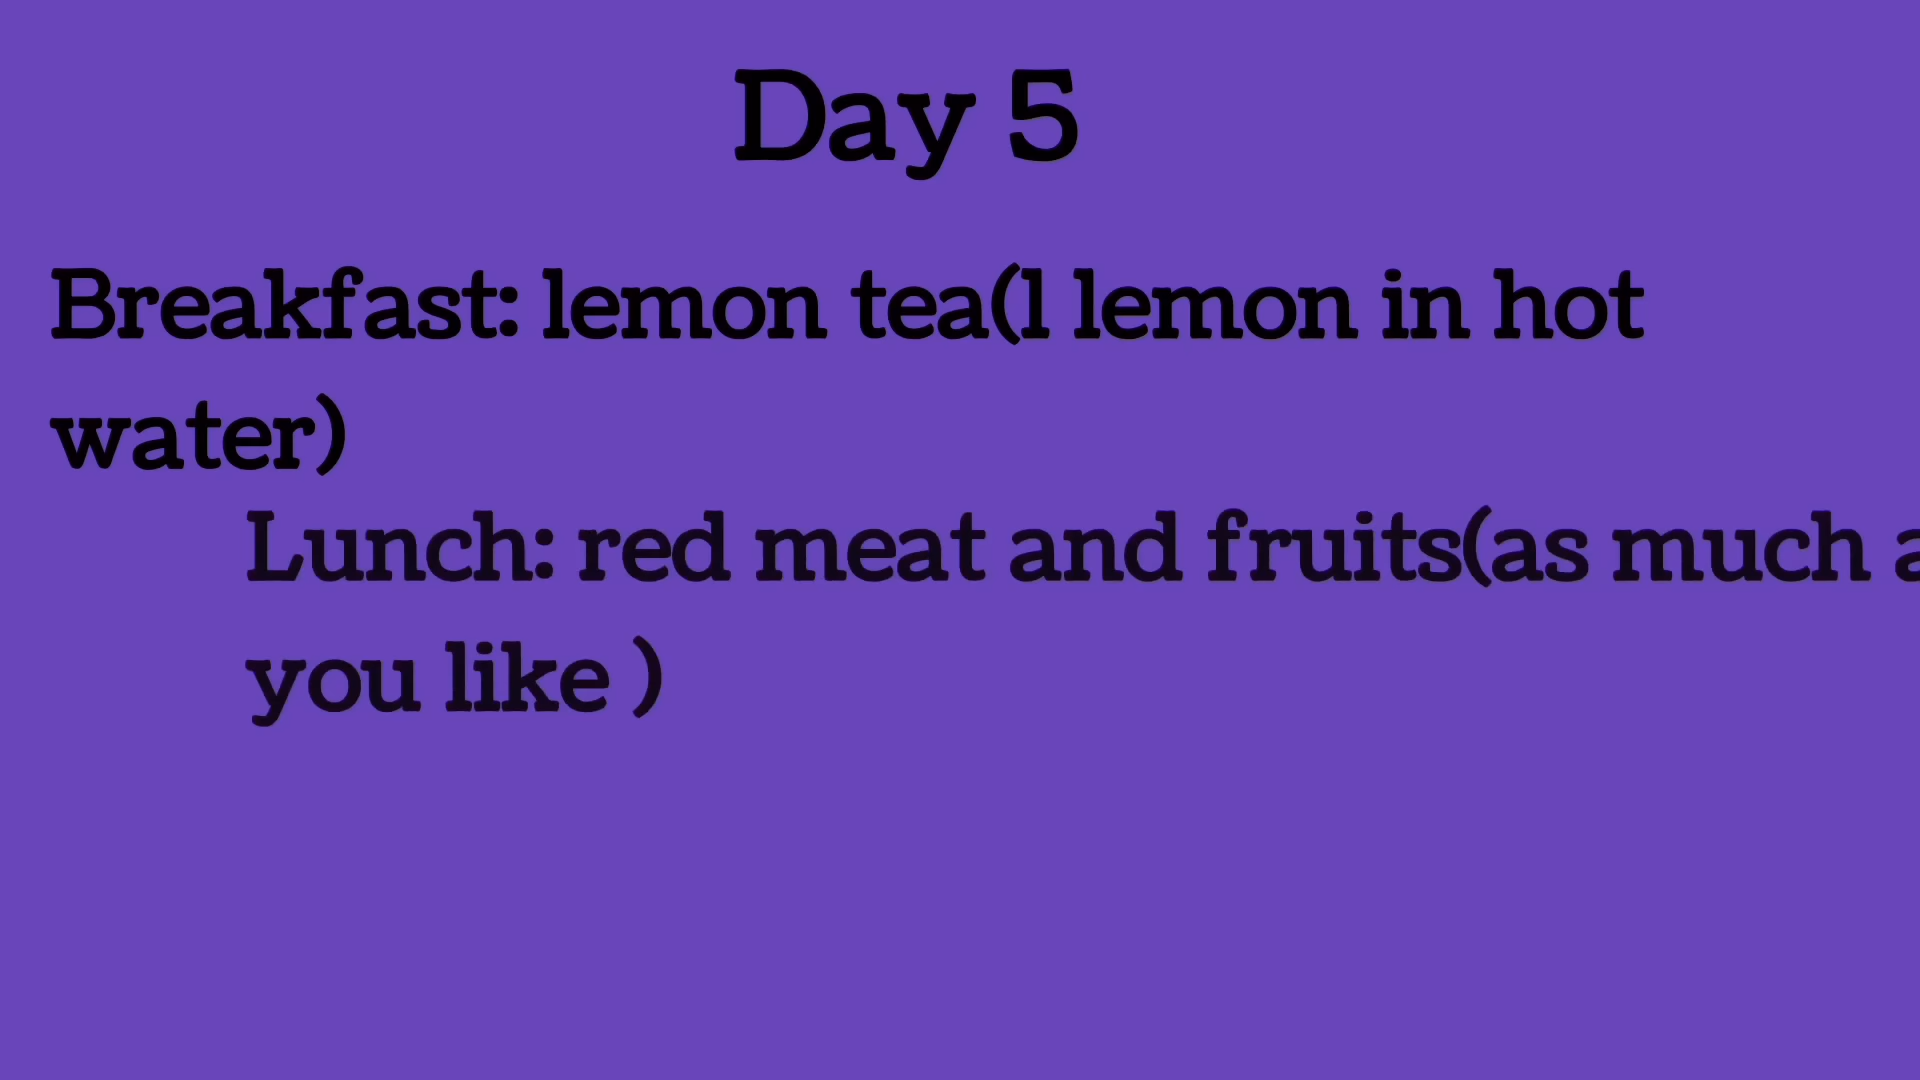 Day 5
Breakfast: lemon tea(1 lemon in hot
water)
Lunch: red meat and fruits(as much
you like )